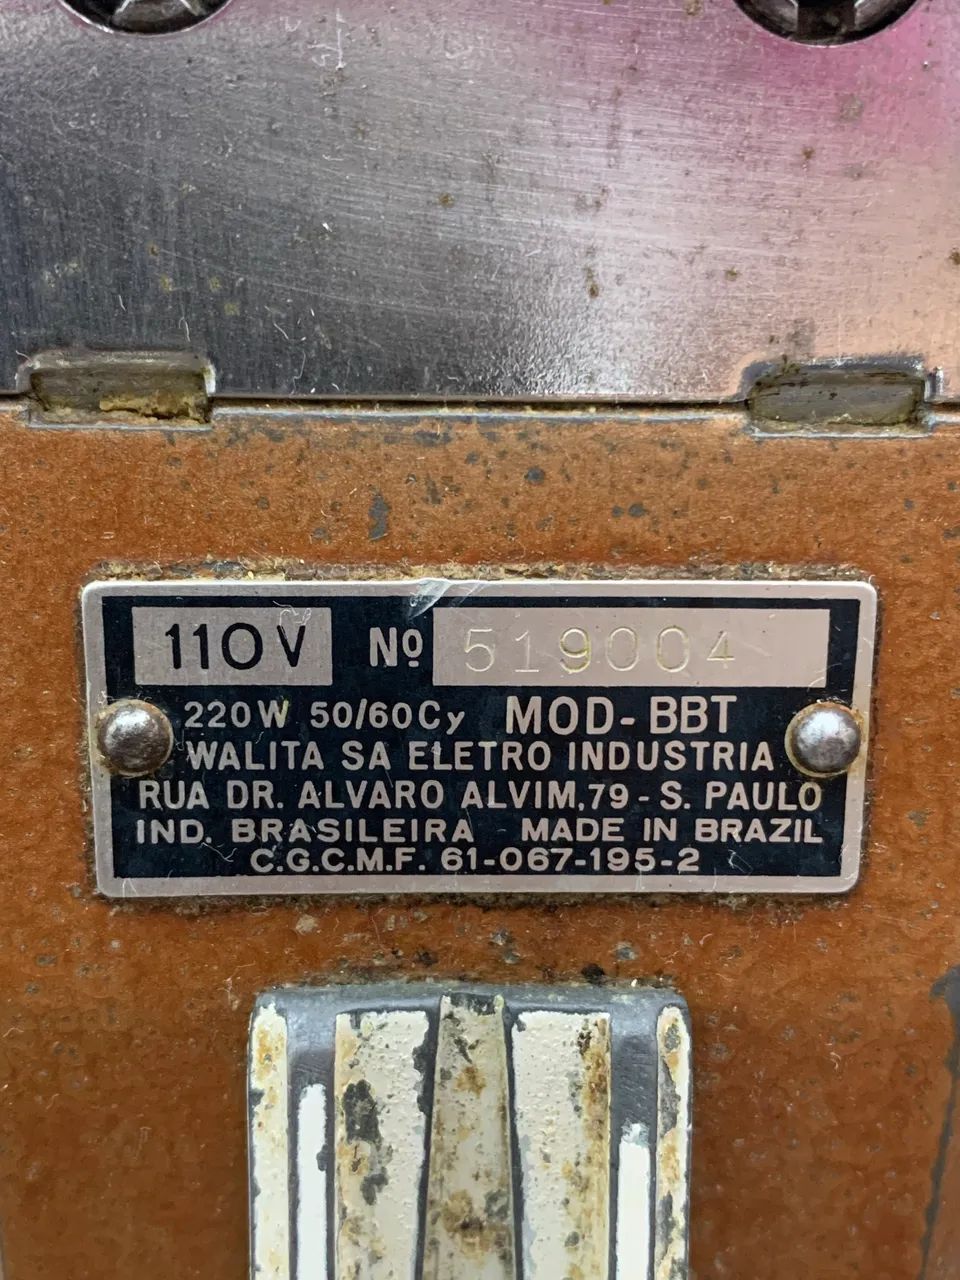 110V Nº 519004
220W 50/60Cy MOD-BBT
WALITA SA ELETRO INDUSTRIA
RUA DR. ALVARO ALVIM,79 - S. PAULO
IND. BRASILEIRA MADE IN BRAZIL
C.G.C.M.F. 61-067-195-2